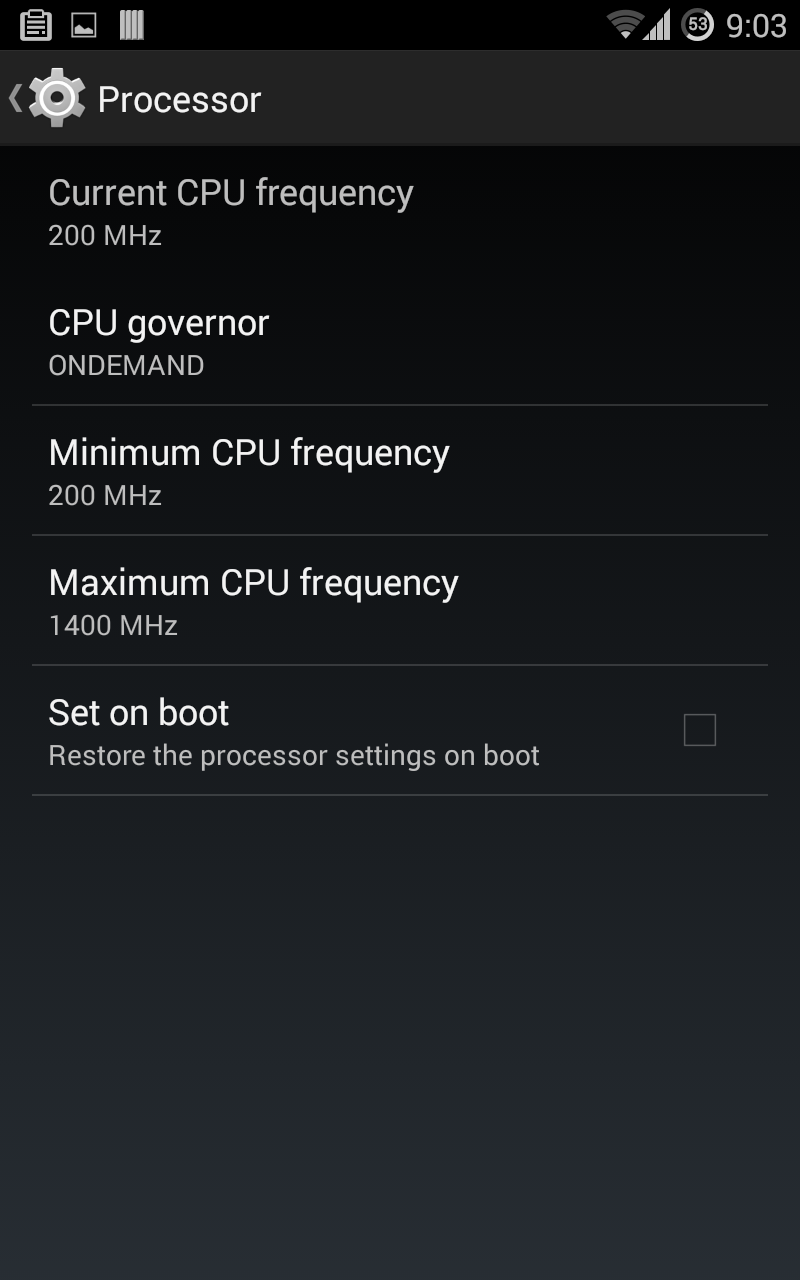 53 9:03
Processor
Current CPU frequency
200 MHz
CPU governor
ONDEMAND
Minimum CPU frequency
200 MHz
Maximum CPU frequency
1400 MHz
Set on boot
Restore the processor settings on boot